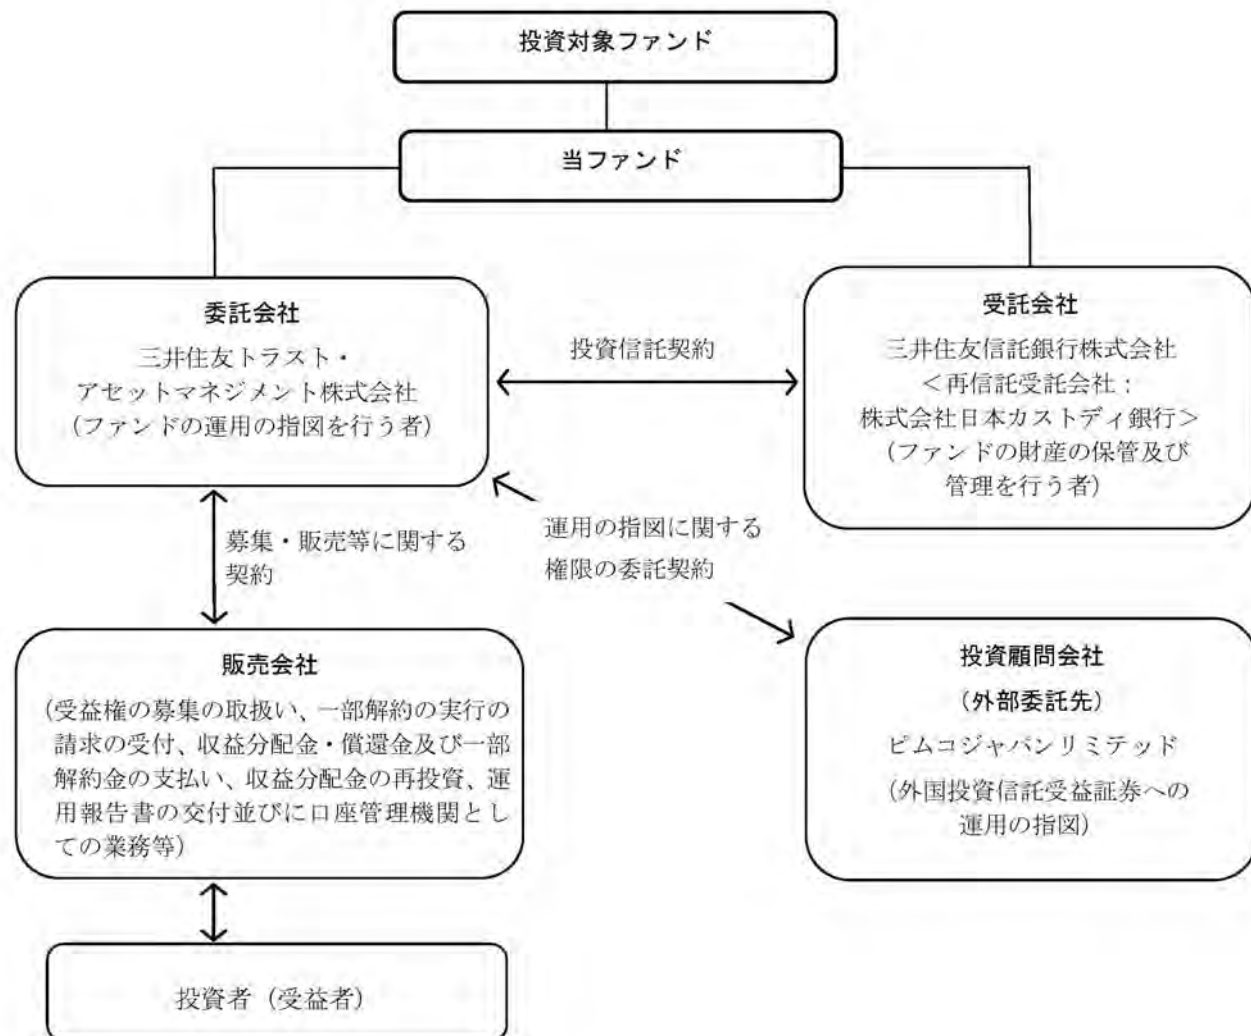 投資対象ファンド
当ファンド
委託会社
三井住友トラスト・
アセットマネジメント株式会社
（ファンドの運用の指図を行う者）
投資信託契約
受託会社
三井住友信託銀行株式会社
＜再信託受託会社：
株式会社日本カストディ銀行＞
（ファンドの財産の保管及び
管理を行う者）
募集・販売等に関する
契約
運用の指図に関する
権限の委託契約
販売会社
（受益権の募集の取扱い、一部解約の実行の
請求の受付、収益分配金・償還金及び一部
解約金の支払い、収益分配金の再投資、運
用報告書の交付並びに口座管理機関とし
ての業務等）
投資顧問会社
（外部委託先）
ピムコジャパンリミテッド
（外国投資信託受益証券への
運用の指図）
投資者（受益者）